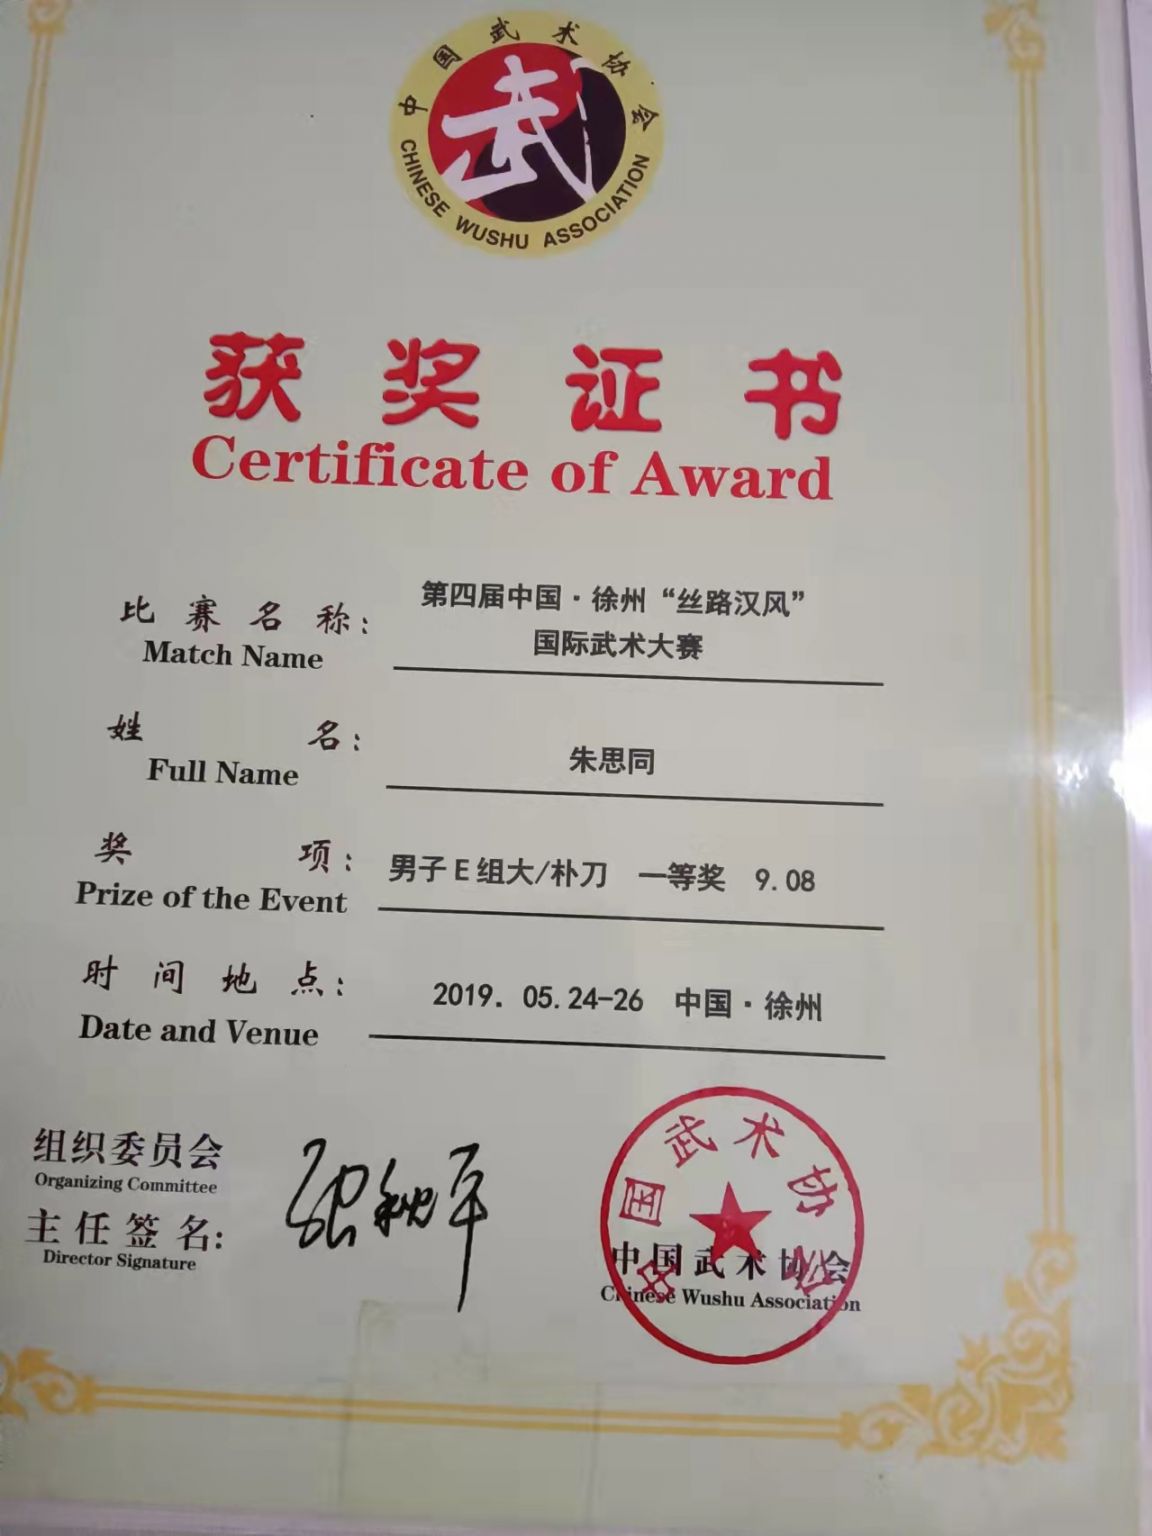 中国武术协会
武
CHINESE WUSHU ASSOCIATION
获奖证书
Certificate of Award
比赛名称: 第四届中国·徐州“丝路汉风”
国际武术大赛
Match Name
姓名: 朱思同
Full Name
奖项: 男子E组大/朴刀 一等奖 9.08
Prize of the Event
时间地点: 2019. 05.24-26 中国·徐州
Date and Venue
组织委员会
Organizing Committee
主任签名:
Director Signature
中国武术协会
中国武术协会
Chinese Wushu Association